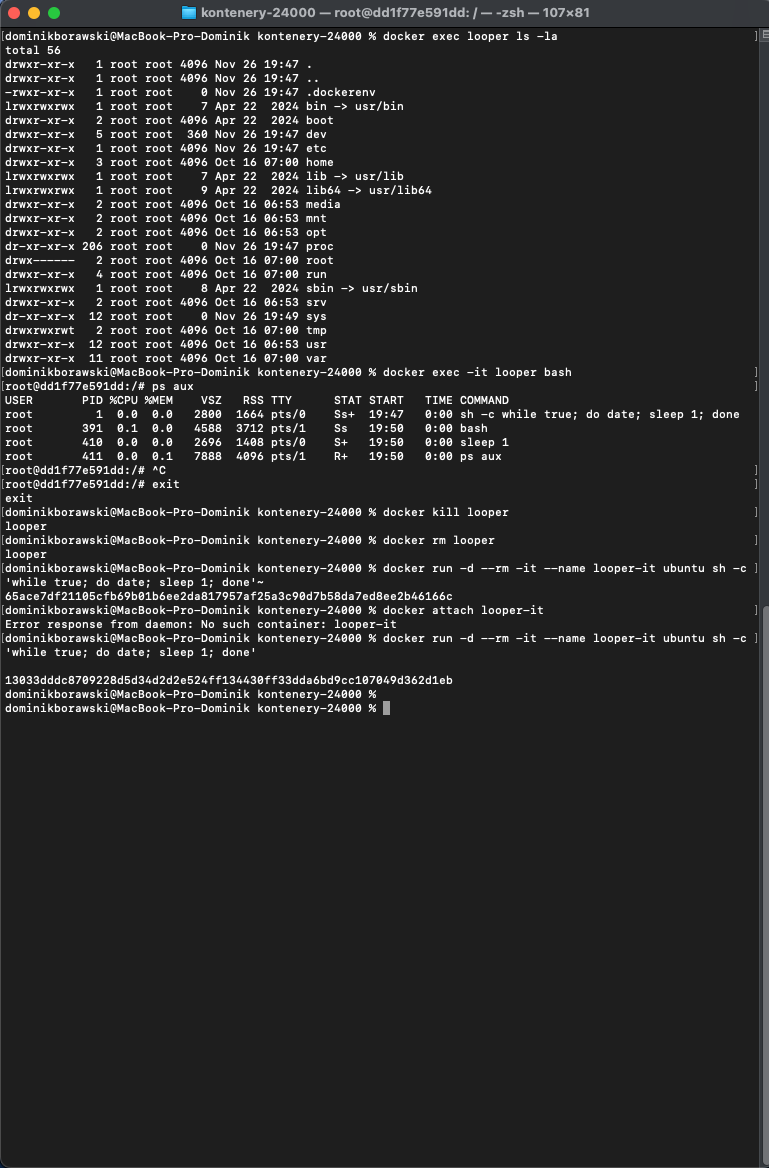 kontenery-24000 — root@dd1f77e591dd: / — -zsh — 107×81
[dominikborawski@MacBook-Pro-Dominik kontenery-24000 % docker exec looper ls -la ]
total 56
drwxr-xr-x   1 root root 4096 Nov 26 19:47 .
drwxr-xr-x   1 root root 4096 Nov 26 19:47 ..
-rwxr-xr-x   1 root root    0 Nov 26 19:47 .dockerenv
lrwxrwxrwx   1 root root    7 Apr 22  2024 bin -> usr/bin
drwxr-xr-x   2 root root 4096 Apr 22  2024 boot
drwxr-xr-x   5 root root  360 Nov 26 19:47 dev
drwxr-xr-x   1 root root 4096 Nov 26 19:47 etc
drwxr-xr-x   3 root root 4096 Oct 16 07:00 home
lrwxrwxrwx   1 root root    7 Apr 22  2024 lib -> usr/lib
lrwxrwxrwx   1 root root    9 Apr 22  2024 lib64 -> usr/lib64
drwxr-xr-x   2 root root 4096 Oct 16 06:53 media
drwxr-xr-x   2 root root 4096 Oct 16 06:53 mnt
drwxr-xr-x   2 root root 4096 Oct 16 06:53 opt
dr-xr-xr-x 206 root root    0 Nov 26 19:47 proc
drwx------   2 root root 4096 Oct 16 07:00 root
drwxr-xr-x   4 root root 4096 Oct 16 07:00 run
lrwxrwxrwx   1 root root    8 Apr 22  2024 sbin -> usr/sbin
drwxr-xr-x   2 root root 4096 Oct 16 06:53 srv
dr-xr-xr-x  12 root root    0 Nov 26 19:49 sys
drwxrwxrwt   2 root root 4096 Oct 16 07:00 tmp
drwxr-xr-x  12 root root 4096 Oct 16 06:53 usr
drwxr-xr-x  11 root root 4096 Oct 16 07:00 var
[dominikborawski@MacBook-Pro-Dominik kontenery-24000 % docker exec -it looper bash ]
[root@dd1f77e591dd:/# ps aux ]
USER         PID %CPU %MEM    VSZ   RSS TTY      STAT START   TIME COMMAND
root           1  0.0  0.0   2800  1664 pts/0    Ss+  19:47   0:00 sh -c while true; do date; sleep 1; done
root         391  0.1  0.0   4588  3712 pts/1    Ss   19:50   0:00 bash
root         410  0.0  0.0   2696  1408 pts/0    S+   19:50   0:00 sleep 1
root         411  0.0  0.1   7888  4096 pts/1    R+   19:50   0:00 ps aux
[root@dd1f77e591dd:/# ^C ]
[root@dd1f77e591dd:/# exit ]
exit
[dominikborawski@MacBook-Pro-Dominik kontenery-24000 % docker kill looper ]
looper
[dominikborawski@MacBook-Pro-Dominik kontenery-24000 % docker rm looper ]
looper
[dominikborawski@MacBook-Pro-Dominik kontenery-24000 % docker run -d --rm -it --name looper-it ubuntu sh -c ]
'while true; do date; sleep 1; done'~
65ace7df21105cfb69b01b6ee2da817957af25a3c90d7b58da7ed8ee2b46166c
[dominikborawski@MacBook-Pro-Dominik kontenery-24000 % docker attach looper-it ]
Error response from daemon: No such container: looper-it
[dominikborawski@MacBook-Pro-Dominik kontenery-24000 % docker run -d --rm -it --name looper-it ubuntu sh -c ]
'while true; do date; sleep 1; done'
13033dddc8709228d5d34d2d2e524ff134430ff33dda6bd9cc107049d362d1eb
dominikborawski@MacBook-Pro-Dominik kontenery-24000 %
dominikborawski@MacBook-Pro-Dominik kontenery-24000 %